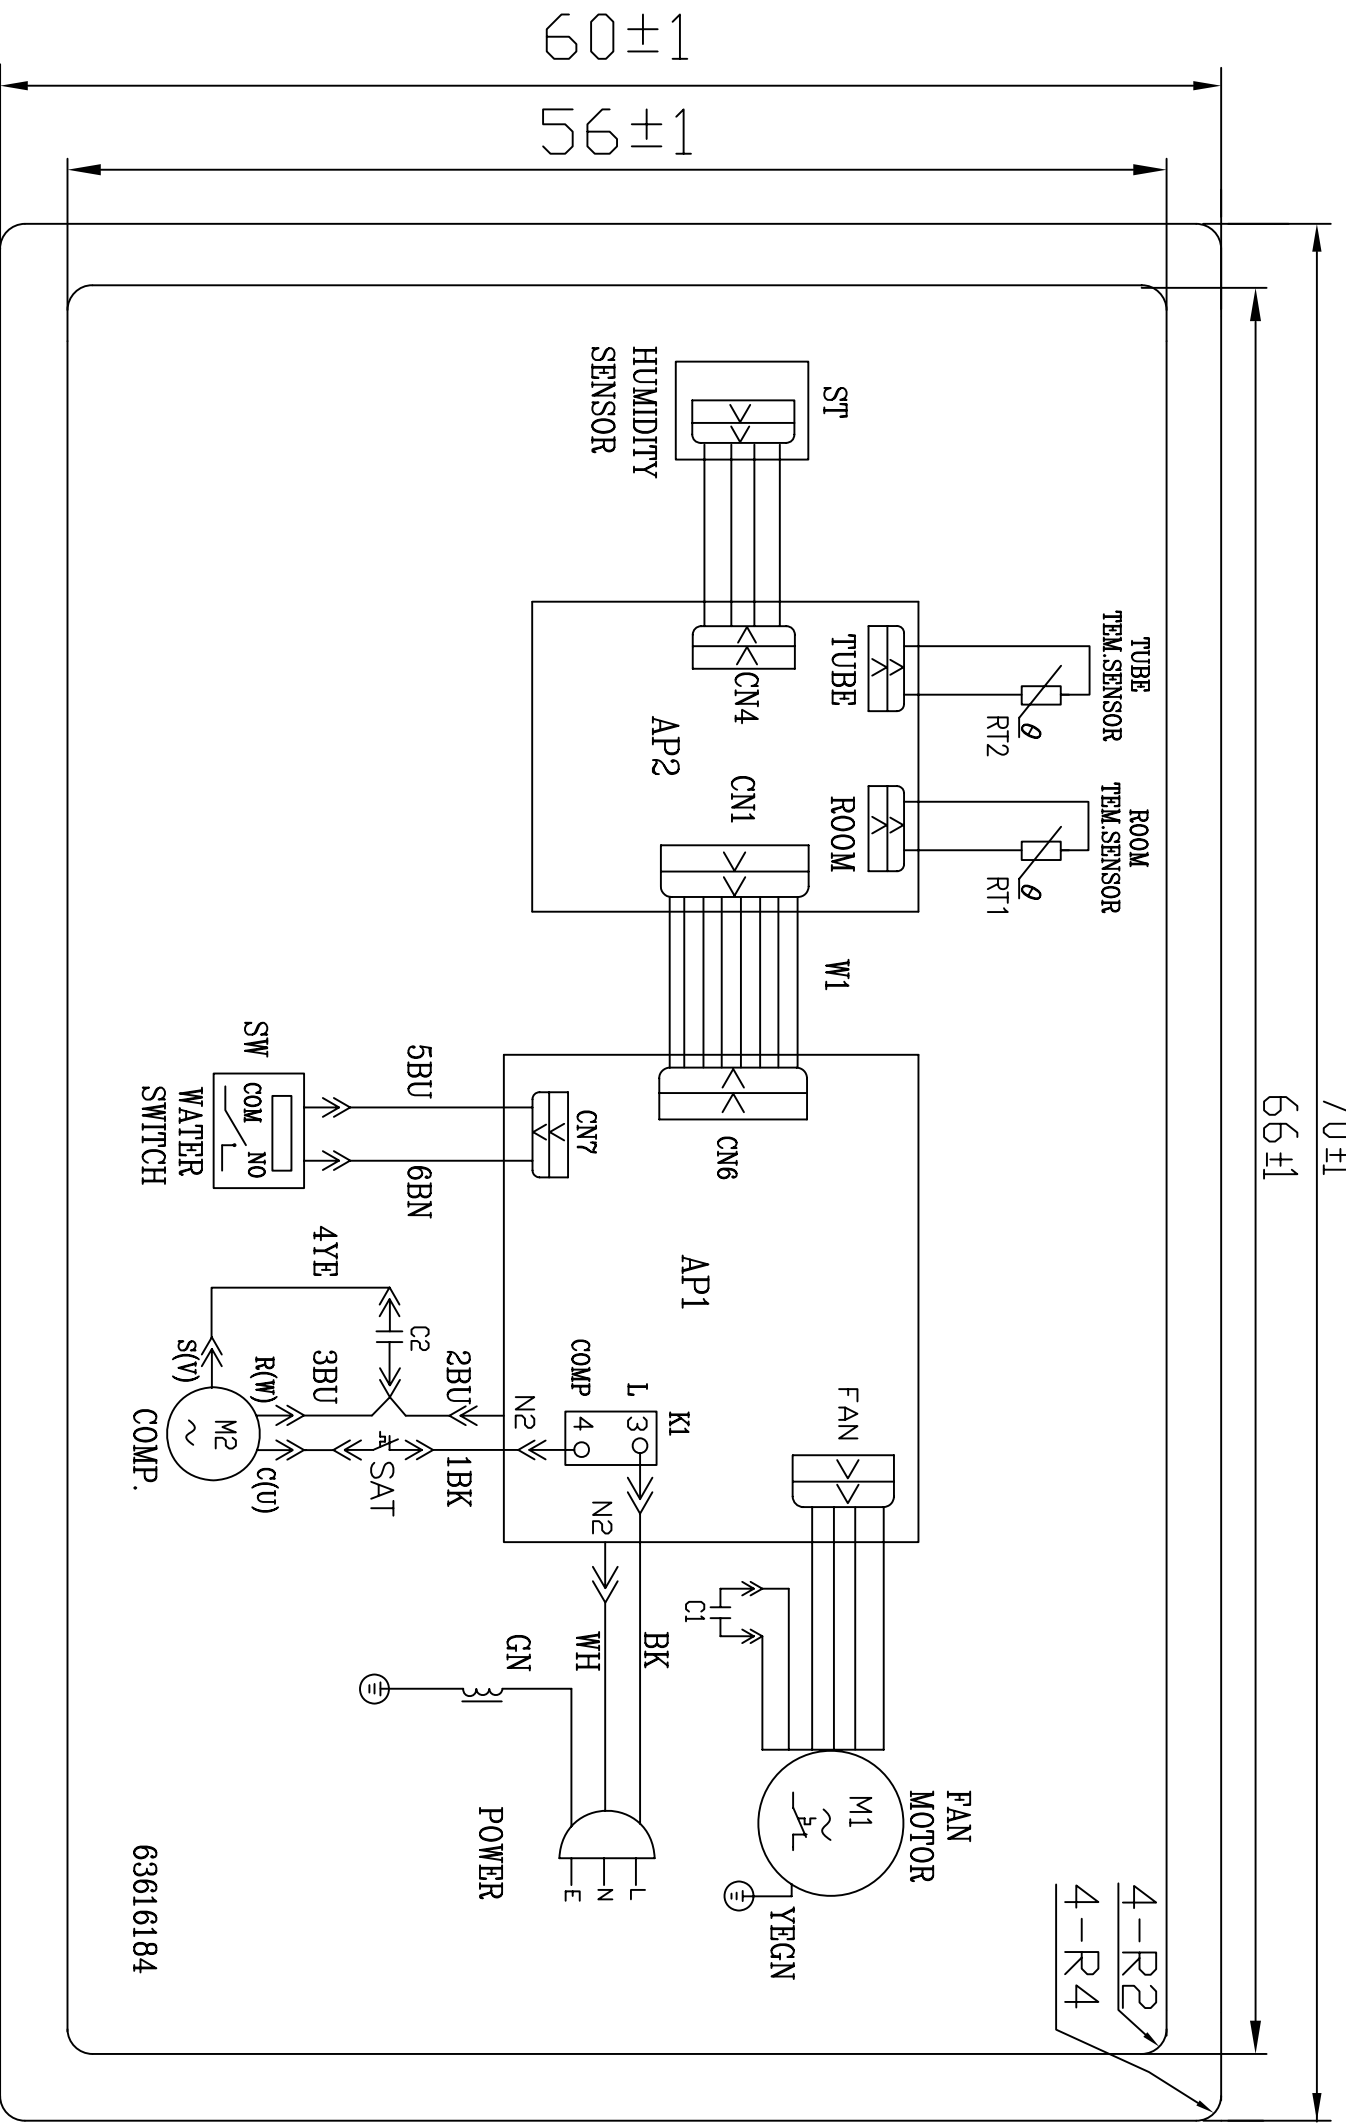 60±1
56±1
70±1
66±1
4-R2
4-R4
TUBE
TEM.SENSOR
RT2
θ
ROOM
TEM.SENSOR
RT1
θ
ST
HUMIDITY
SENSOR
TUBE
ROOM
CN4
CN1
AP2
W1
CN6
CN7
AP1
FAN
FAN
MOTOR
M1
YEGN
C1
K1
L
3
4
COMP
N2
N2
BK
WH
GN
L
N
E
POWER
5BU
6BN
SW
COM
NO
WATER
SWITCH
4YE
C2
2BU
3BU
1BK
SAT
S(V)
R(W)
C(U)
M2
COMP.
63616184